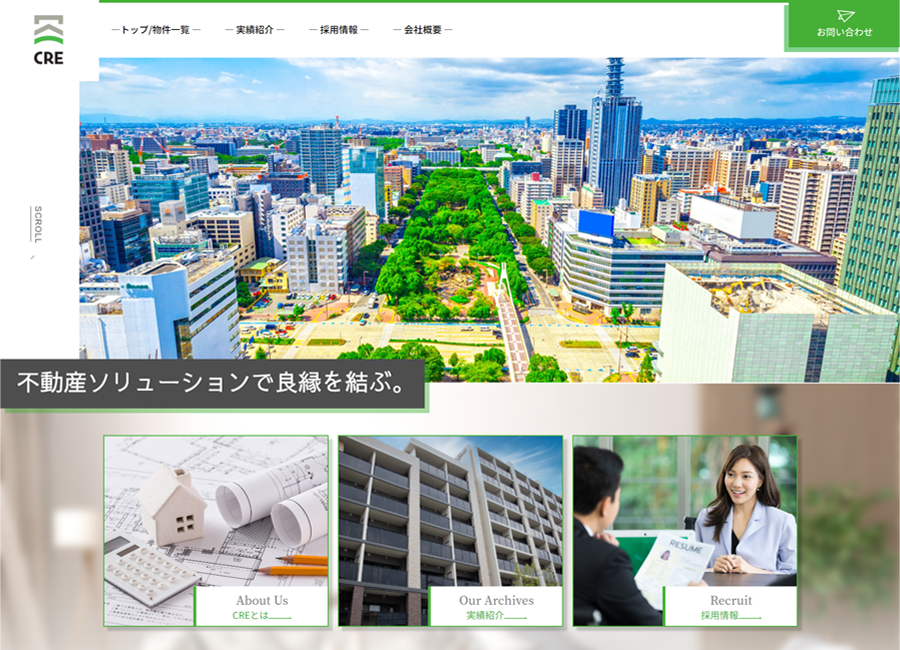 CRE
トップ/物件一覧
実績紹介
採用情報
会社概要
お問い合わせ
SCROLL
不動産ソリューションで良縁を結ぶ。
About Us
CREとは
Our Archives
実績紹介
RESUME
Recruit
採用情報